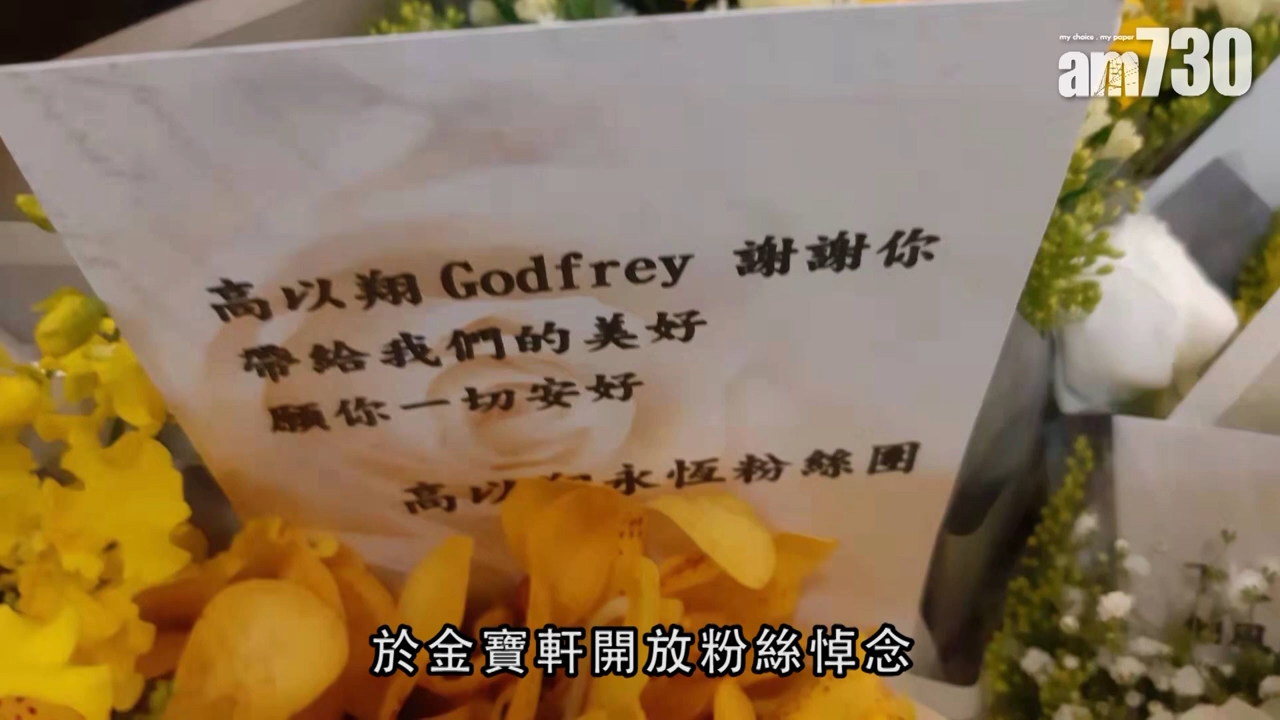 my choice . my paper
am730
高以翔 Godfrey 謝謝你
帶給我們的美好
願你一切安好
高以翔永恆粉絲團
於金寶軒開放粉絲悼念